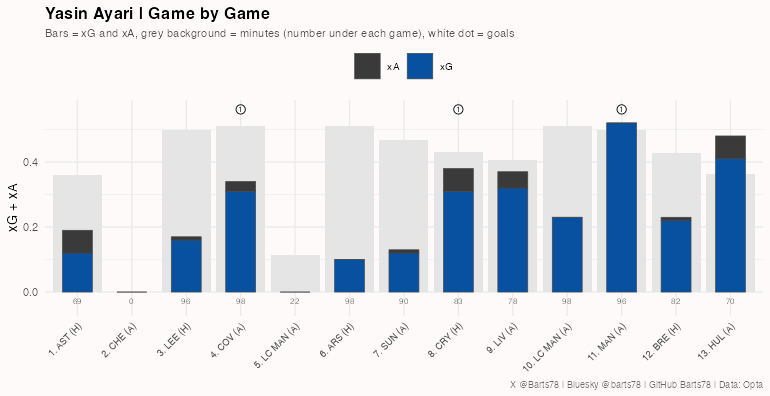 Yasin Ayari I Game by Game
Bars = xG and xA, grey background = minutes (number under each game), white dot = goals
xA xG
1 1 1
xG + xA
0.4
0.2
0.0
69 0 96 98 22 98 90 83 78 98 96 82 70
1. AST (H) 2. CHE (A) 3. LEE (H) 4. COV (A) 5. LC MAN (A) 6. ARS (H) 7. SUN (A) 8. CRY (H) 9. LIV (A) 10. LC MAN (A) 11. MAN (A) 12. BRE (H) 13. HUL (A)
X @Barts78 I Bluesky @barts78 I GitHub Barts78 I Data: Opta